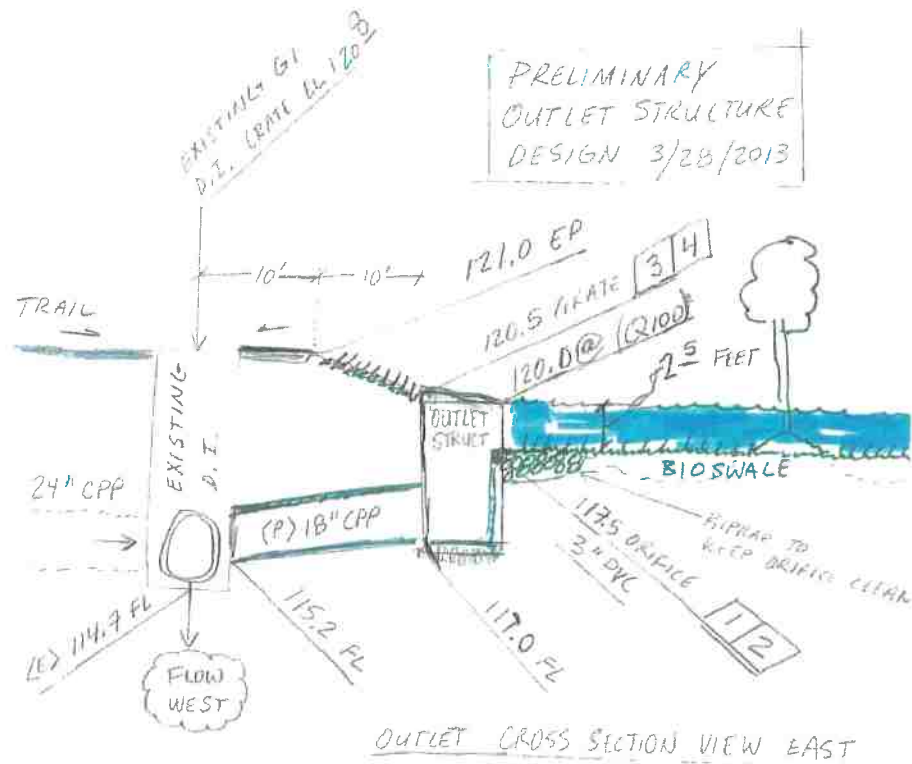 EXISTING GI
D.I. GRATE EL 120.8
PRELIMINARY
OUTLET STRUCTURE
DESIGN 3/28/2013
10'
10'
121.0 EP
120.5 GRATE 3 4
120.0 @ (Q100)
2.5 FEET
TRAIL
EXISTING
D.I.
OUTLET
STRUCT
BIOSWALE
24" CPP
(P) 18" CPP
117.5 ORIFICE
3" PVC
1 2
RIPRAP TO
KEEP ORIFICE CLEAN
(E) 114.7 FL
115.2 FL
117.0 FL
FLOW
WEST
OUTLET CROSS SECTION VIEW EAST